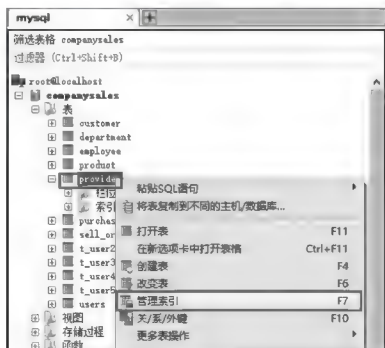 mysql
筛选表格 companysales
过滤器 (Ctrl+Shift+B)
root@localhost
companysales
表
customer
department
employee
product
provide
栏位
索引
purchas
sell_or
t_user2
t_user3
t_user4
t_user5
users
视图
存储过程
函数
粘贴SQL语句
将表复制到不同的主机/数据库...
打开表 F11
在新选项卡中打开表格 Ctrl+F11
创建表 F4
改变表 F6
管理索引 F7
关/系/外键 F10
更多表操作